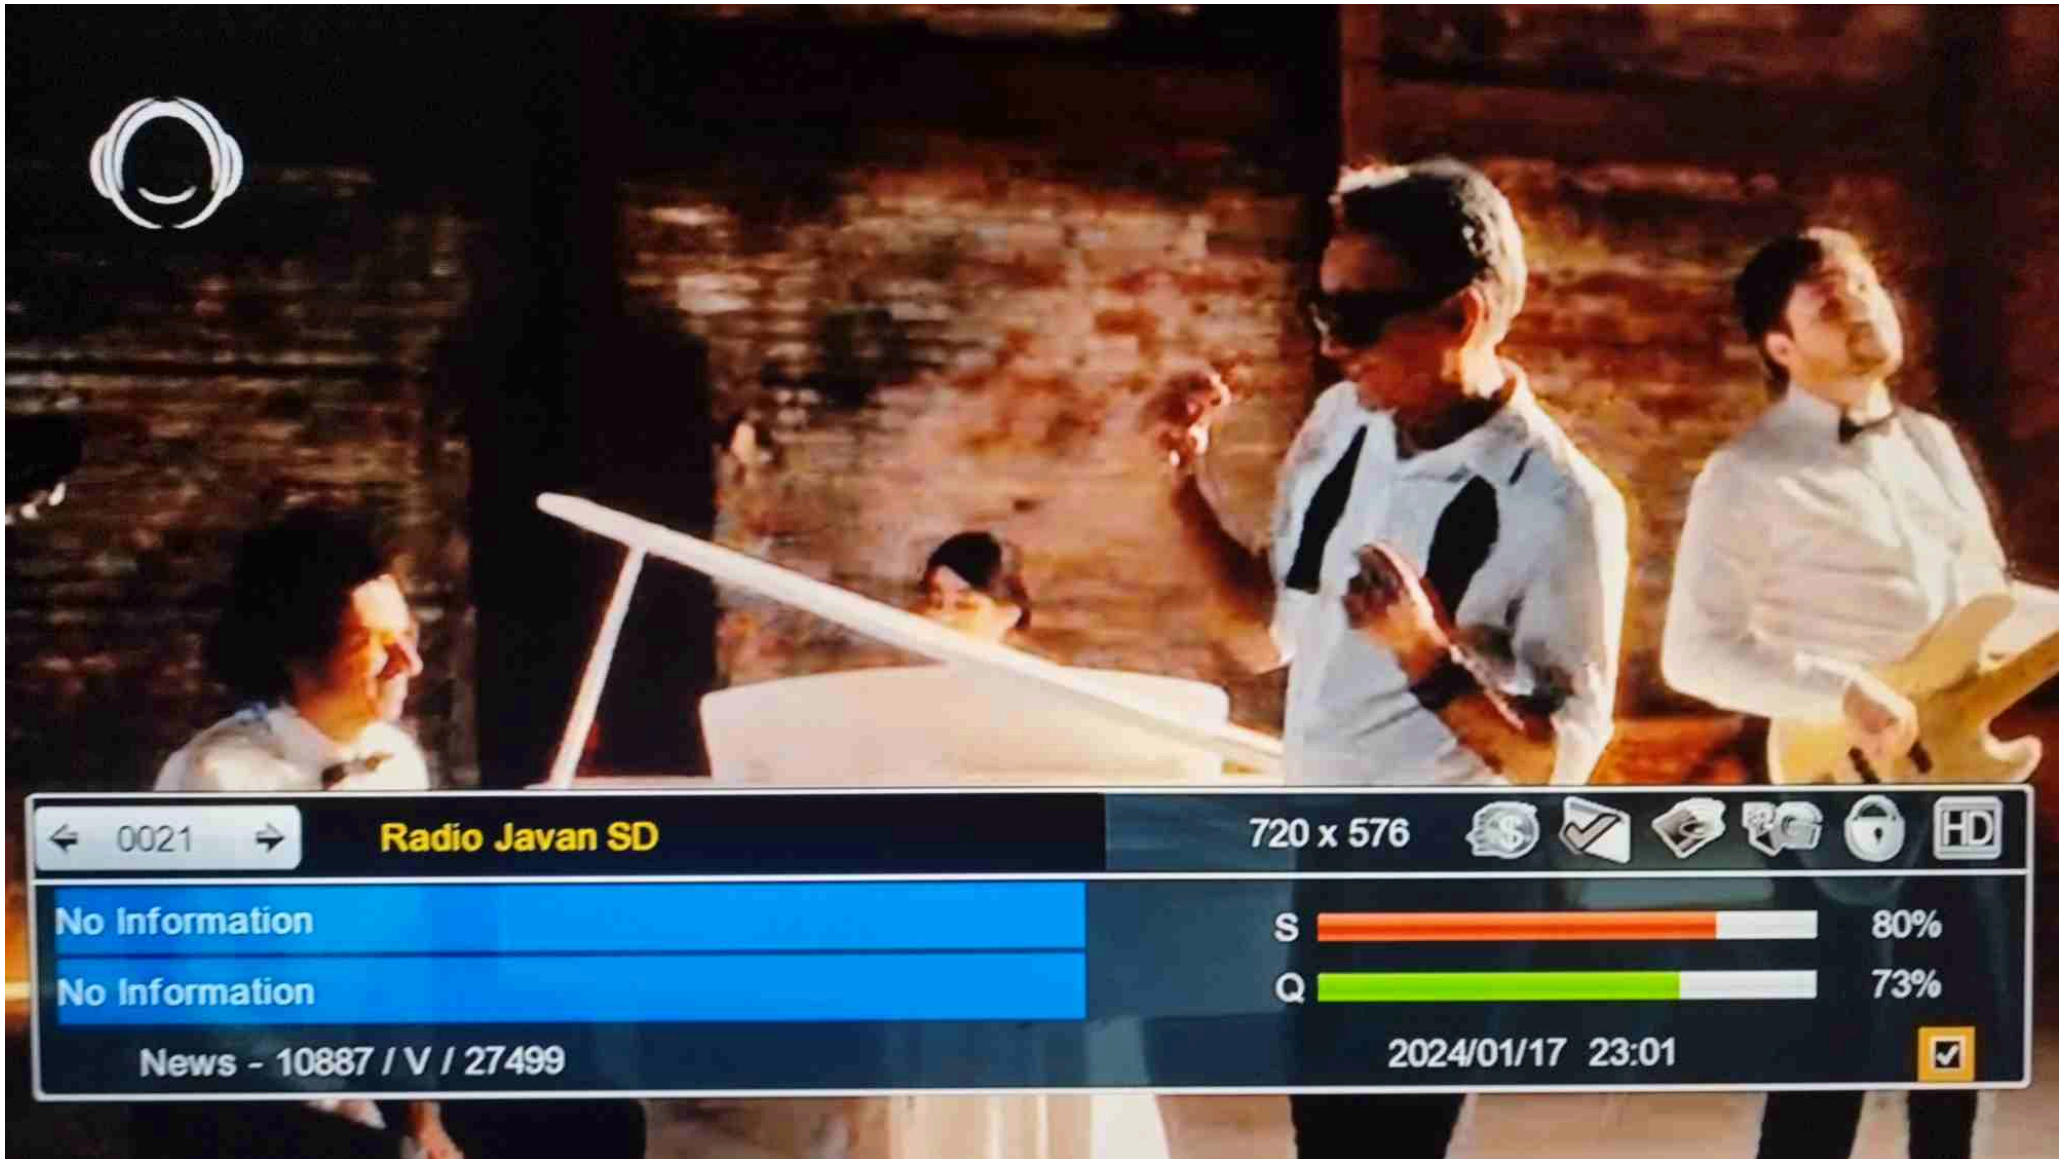 0021
Radio Javan SD
720 x 576
HD
No Information
S
80%
No Information
Q
73%
News - 10887 / V / 27499
2024/01/17 23:01